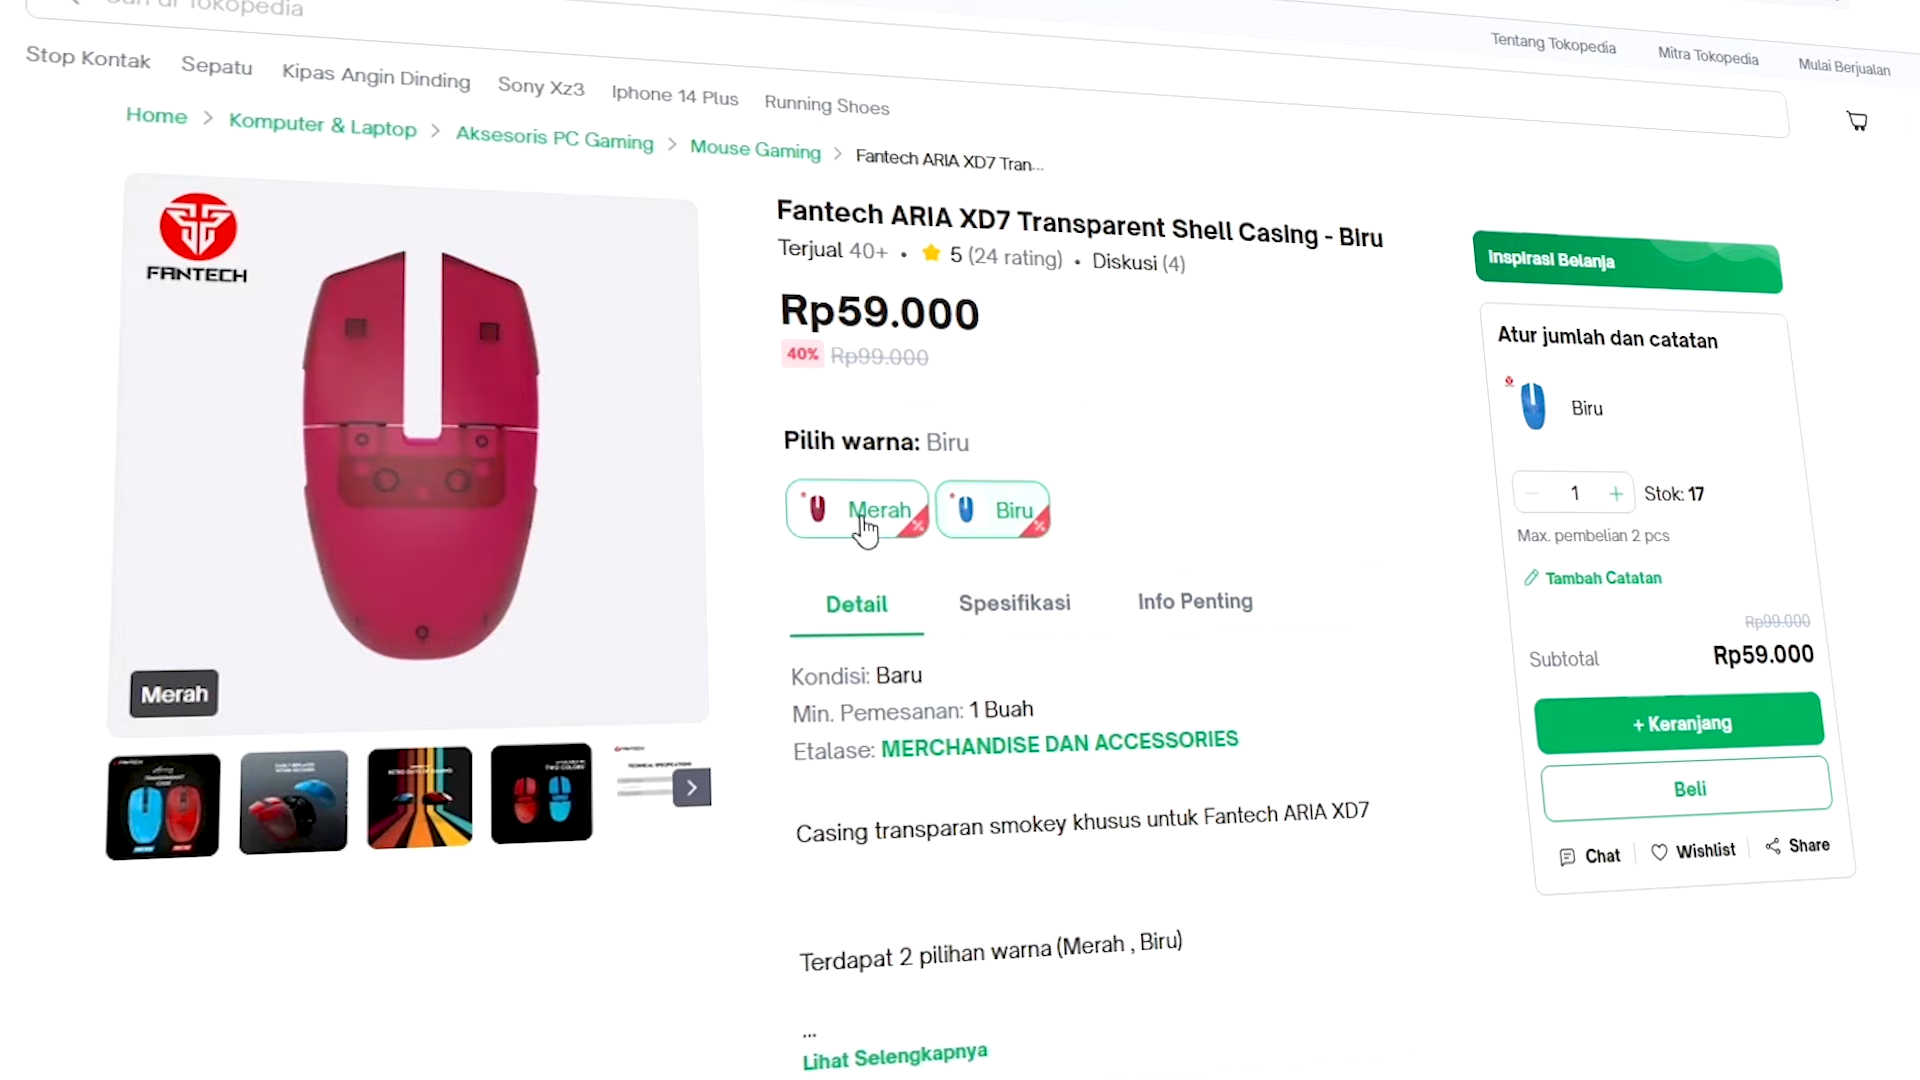 Cari di Tokopedia
Tentang Tokopedia
Mitra Tokopedia
Mulai Berjualan
Stop Kontak
Sepatu
Kipas Angin Dinding
Sony Xz3
Iphone 14 Plus
Running Shoes
Home > Komputer & Laptop > Aksesoris PC Gaming > Mouse Gaming > Fantech ARIA XD7 Tran...
FANTECH
Merah
Fantech ARIA XD7 Transparent Shell Casing - Biru
Terjual 40+ • 5 (24 rating) • Diskusi (4)
Rp59.000
40% Rp99.000
Pilih warna: Biru
Merah %
Biru %
Detail
Spesifikasi
Info Penting
Kondisi: Baru
Min. Pemesanan: 1 Buah
Etalase: MERCHANDISE DAN ACCESSORIES
Casing transparan smokey khusus untuk Fantech ARIA XD7
Terdapat 2 pilihan warna (Merah , Biru)
...
Lihat Selengkapnya
Inspirasi Belanja
Atur jumlah dan catatan
Biru
1
Stok: 17
Max. pembelian 2 pcs
Tambah Catatan
Rp99.000
Subtotal
Rp59.000
+ Keranjang
Beli
Chat
Wishlist
Share